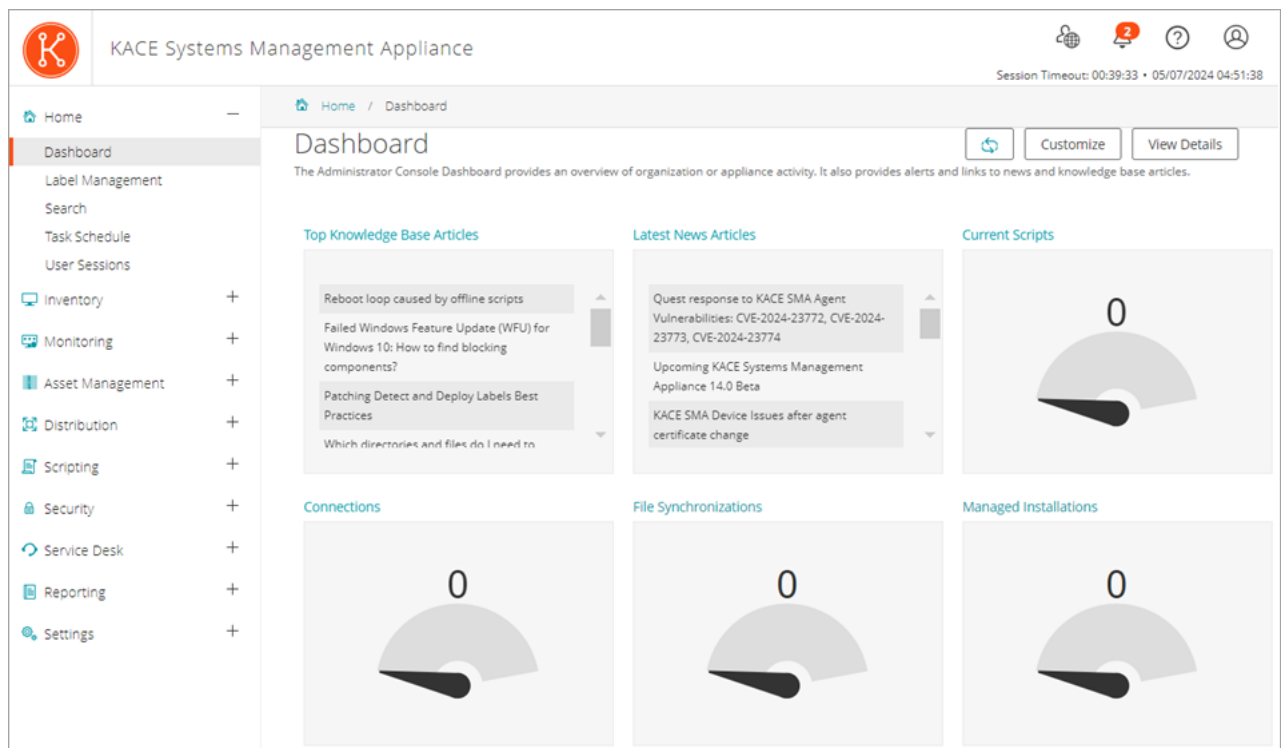 KACE Systems Management Appliance
2
Session Timeout: 00:39:33 • 05/07/2024 04:51:38
Home
Dashboard
Label Management
Search
Task Schedule
User Sessions
Inventory
Monitoring
Asset Management
Distribution
Scripting
Security
Service Desk
Reporting
Settings
Home / Dashboard
Dashboard
Customize
View Details
The Administrator Console Dashboard provides an overview of organization or appliance activity. It also provides alerts and links to news and knowledge base articles.
Top Knowledge Base Articles
Reboot loop caused by offline scripts
Failed Windows Feature Update (WFU) for
Windows 10: How to find blocking
components?
Patching Detect and Deploy Labels Best
Practices
Which directories and files do I need to
Latest News Articles
Quest response to KACE SMA Agent
Vulnerabilities: CVE-2024-23772, CVE-2024-
23773, CVE-2024-23774
Upcoming KACE Systems Management
Appliance 14.0 Beta
KACE SMA Device Issues after agent
certificate change
Current Scripts
0
Connections
0
File Synchronizations
0
Managed Installations
0